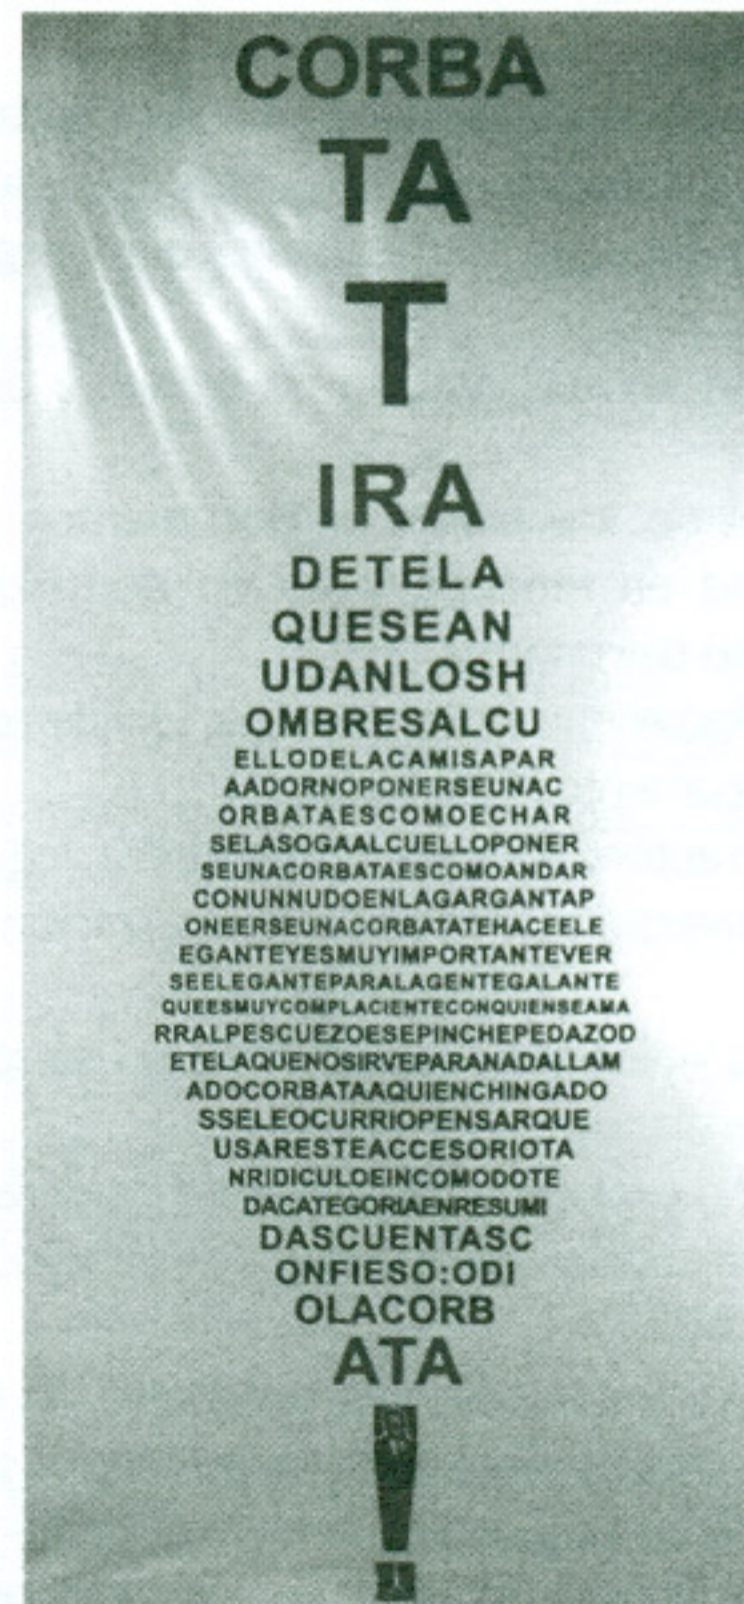 CORBA
TA
T
IRA
DETELA
QUESEAN
UDANLOSH
OMBRESALCU
ELLODELACAMISAPAR
AADORNOPONERSEUNAC
ORBATAESCOMOECHAR
SELASOGAALCUELLOPONER
SEUNACORBATAESCOMOANDAR
CONUNNUDOENLAGARGANTAP
ONEERSEUNACORBATATEHACEELE
EGANTEYESMUYIMPORTANTEVER
SEELEGANTEPARALAGENTEGALANTE
QUEESMUYCOMPLACIENTECONQUIENSEAMA
RRALPESCUEZOESEPINCHEPEDAZOD
ETELAQUENOSIRVEPARANADALLAM
ADOCORBATAAQUIENCHINGADO
SSELEOCURRIOPENSARQUE
USARESTEACCESORIOTA
NRIDICULOEINCOMODOTE
DACATEGORIAENRESUMI
DASCUENTASC
ONFIESO:ODI
OLACORB
ATA
!